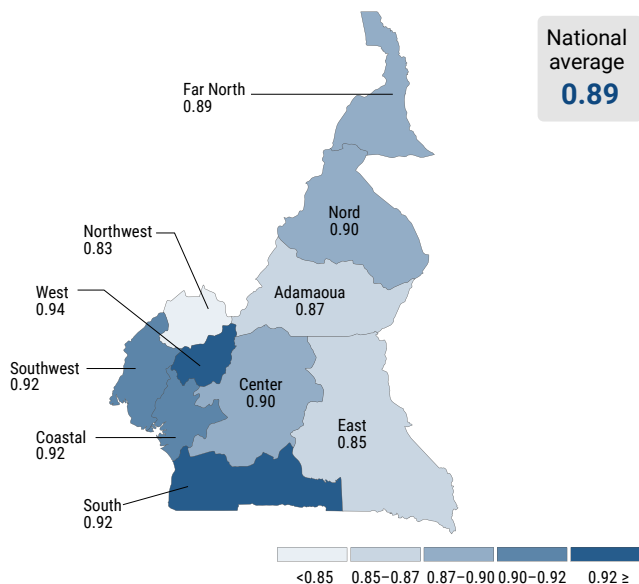 National
average
0.89
Far North
0.89
Nord
0.90
Northwest
0.83
Adamaoua
0.87
West
0.94
Southwest
0.92
Center
0.90
East
0.85
Coastal
0.92
South
0.92
<0.85 0.85–0.87 0.87–0.90 0.90–0.92 0.92 ≥